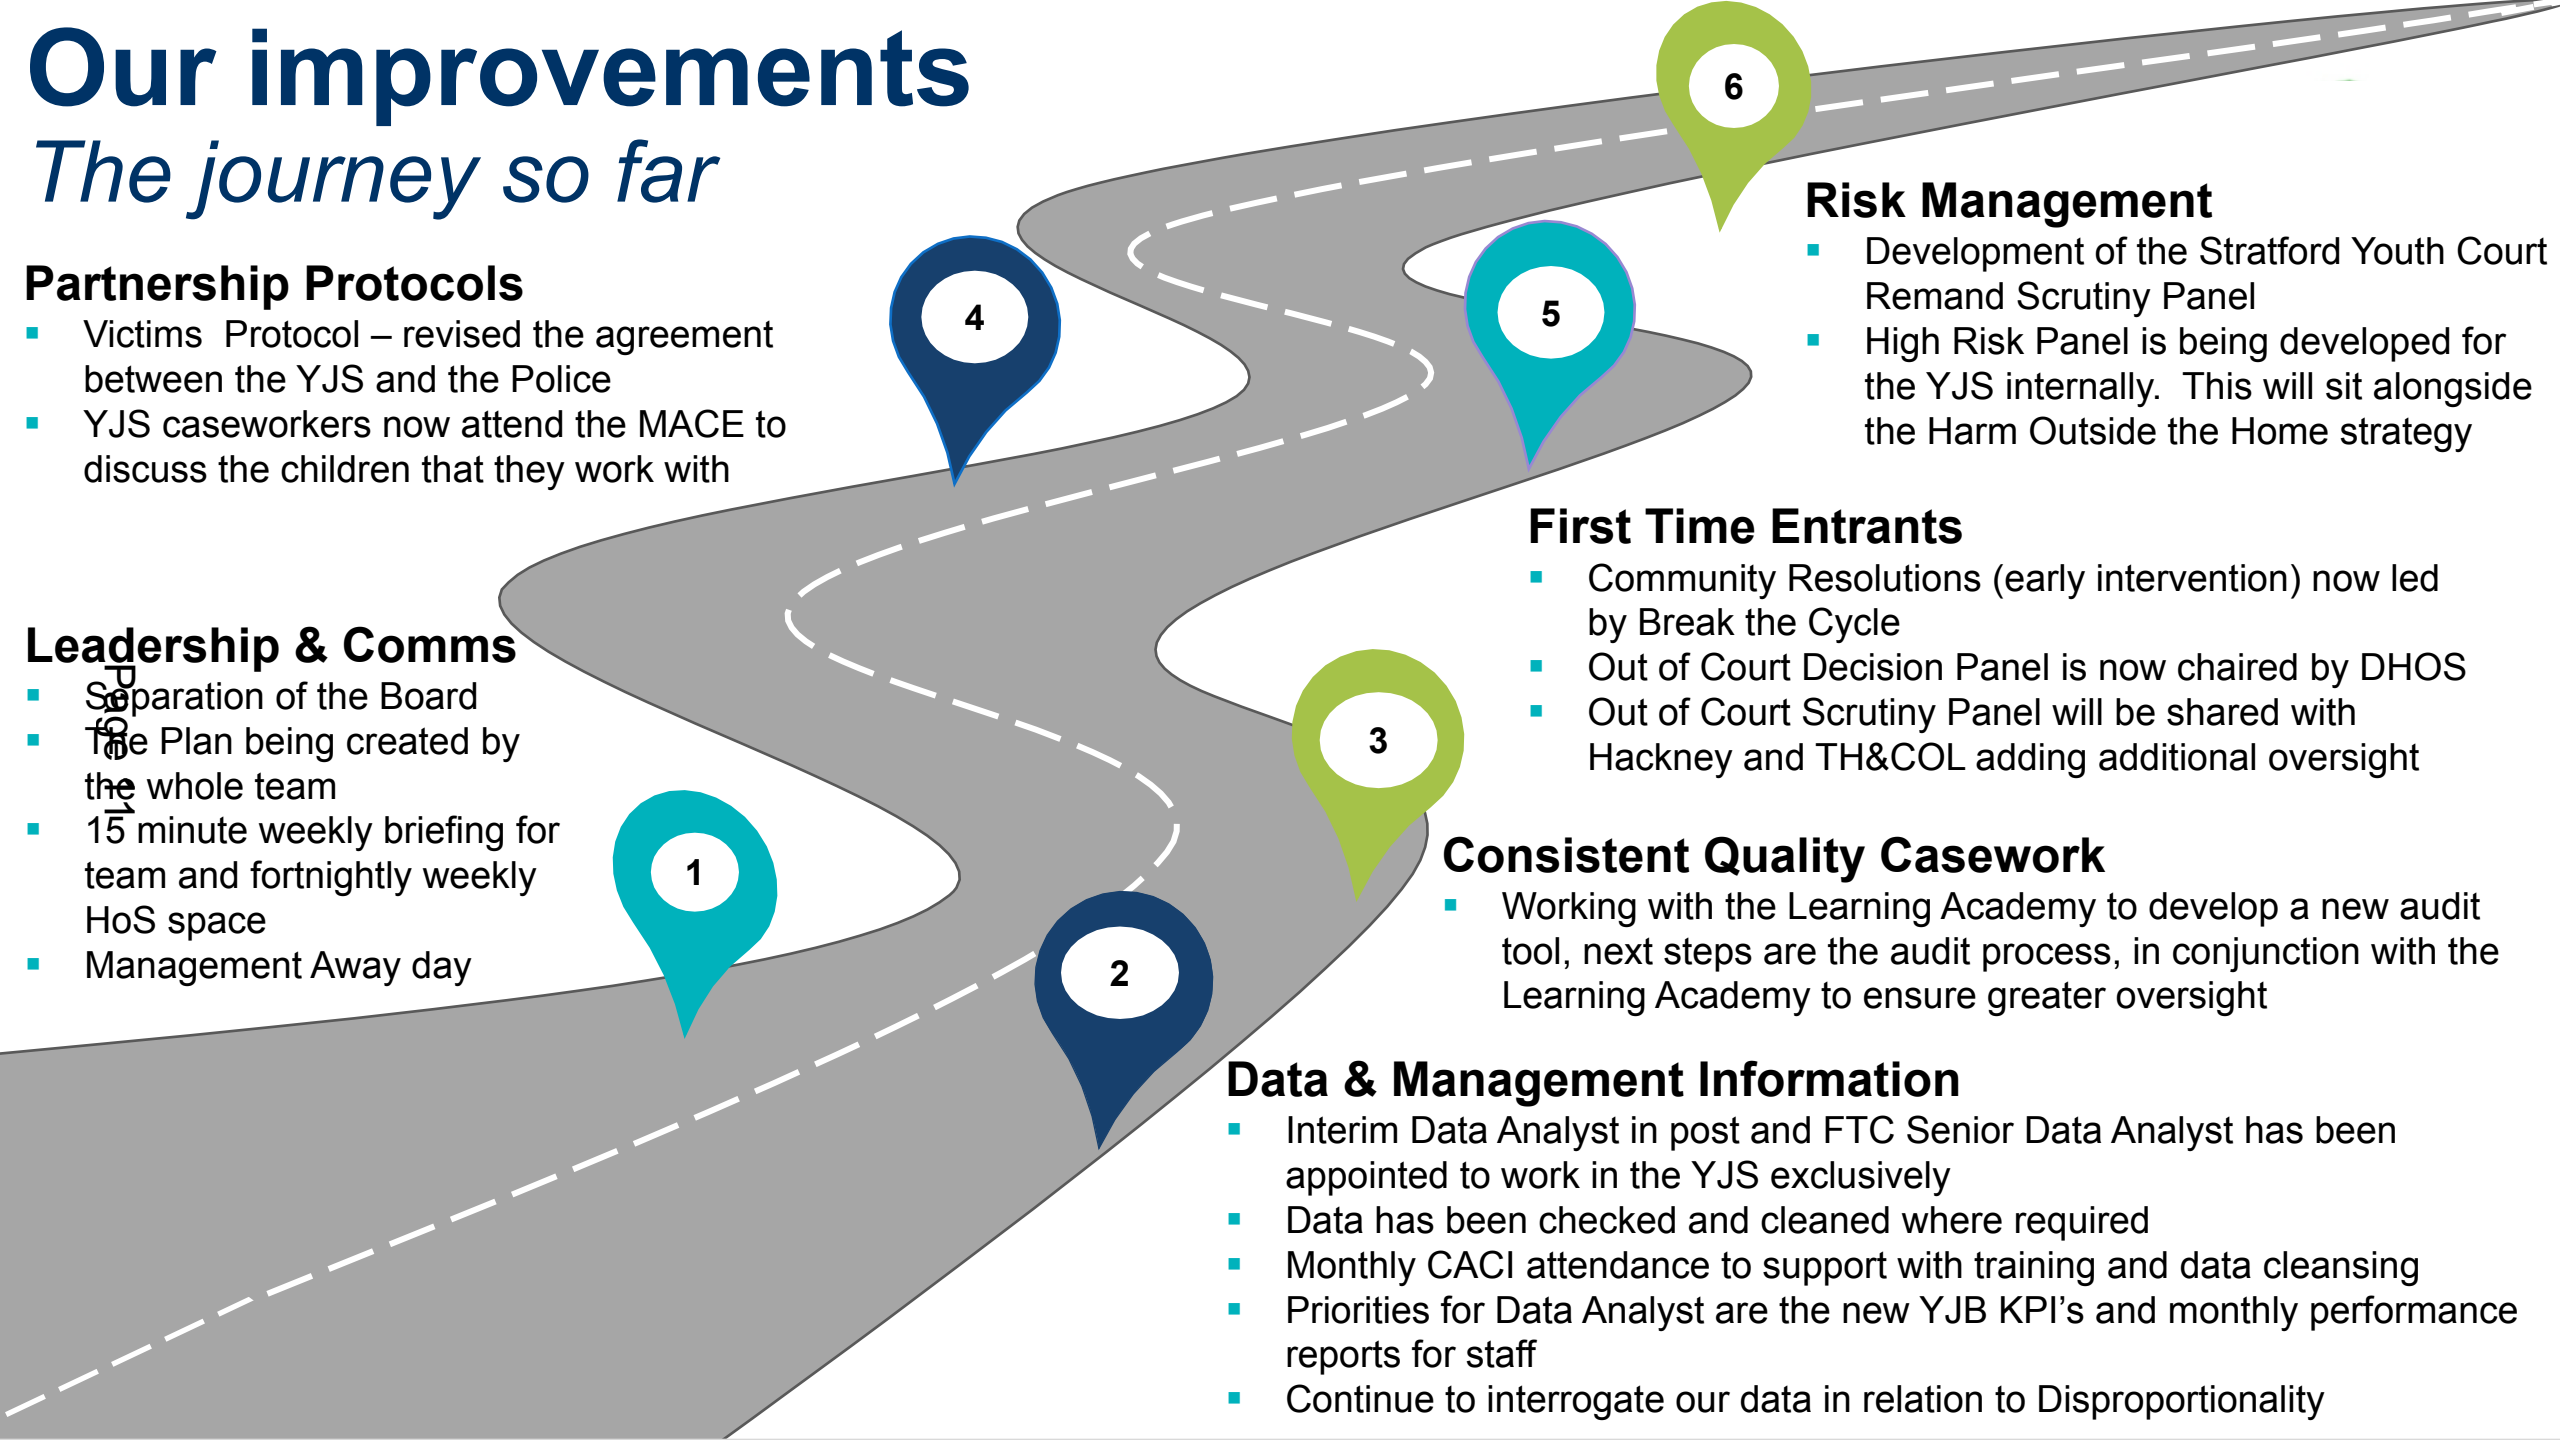 Our improvements
The journey so far
Partnership Protocols
▪ Victims  Protocol – revised the agreement
between the YJS and the Police
▪ YJS caseworkers now attend the MACE to
discuss the children that they work with
Leadership & Comms
▪ Separation of the Board
▪ The Plan being created by
the whole team
▪ 15 minute weekly briefing for
team and fortnightly weekly
HoS space
▪ Management Away day
Page 11
1
2
3
4
5
6
Risk Management
▪ Development of the Stratford Youth Court
Remand Scrutiny Panel
▪ High Risk Panel is being developed for
the YJS internally.  This will sit alongside
the Harm Outside the Home strategy
First Time Entrants
▪ Community Resolutions (early intervention) now led
by Break the Cycle
▪ Out of Court Decision Panel is now chaired by DHOS
▪ Out of Court Scrutiny Panel will be shared with
Hackney and TH&COL adding additional oversight
Consistent Quality Casework
▪ Working with the Learning Academy to develop a new audit
tool, next steps are the audit process, in conjunction with the
Learning Academy to ensure greater oversight
Data & Management Information
▪ Interim Data Analyst in post and FTC Senior Data Analyst has been
appointed to work in the YJS exclusively
▪ Data has been checked and cleaned where required
▪ Monthly CACI attendance to support with training and data cleansing
▪ Priorities for Data Analyst are the new YJB KPI’s and monthly performance
reports for staff
▪ Continue to interrogate our data in relation to Disproportionality